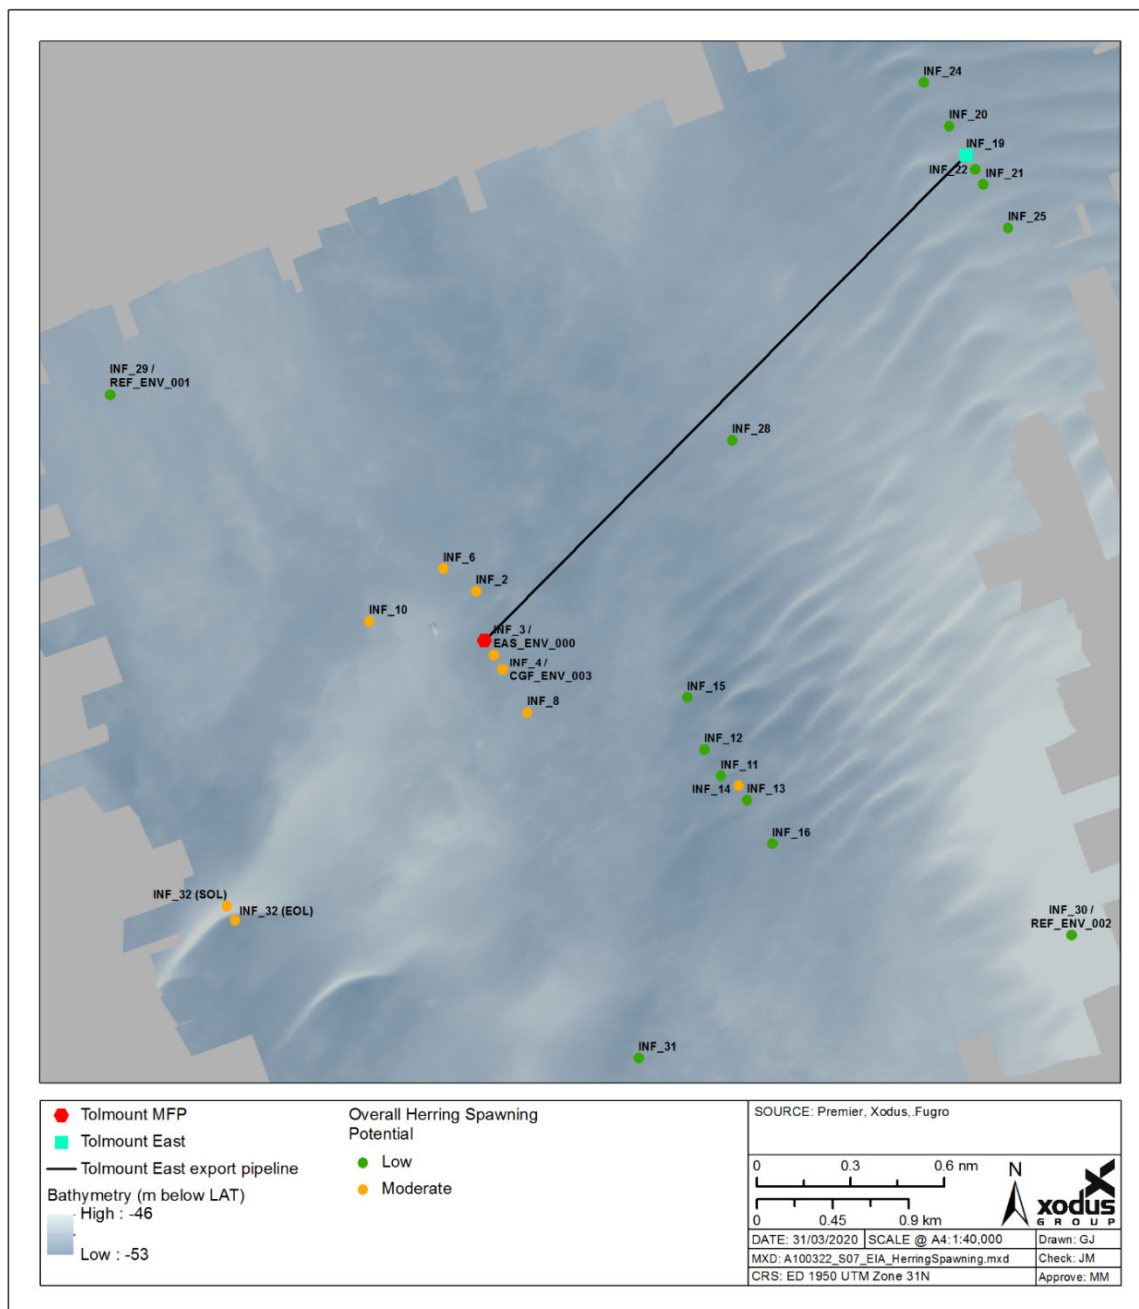 INF_24
INF_20
INF_19
INF_22
INF_21
INF_25
INF_29 /
REF_ENV_001
INF_28
INF_6
INF_2
INF_10
INF_3 /
EAS_ENV_000
INF_4 /
CGF_ENV_003
INF_8
INF_15
INF_12
INF_11
INF_14
INF_13
INF_16
INF_32 (SOL)
INF_32 (EOL)
INF_30 /
REF_ENV_002
INF_31
Tolmount MFP
Tolmount East
Tolmount East export pipeline
Bathymetry (m below LAT)
High : -46
Low : -53
Overall Herring Spawning
Potential
Low
Moderate
SOURCE: Premier, Xodus,.Fugro
0 0.3 0.6 nm
0 0.45 0.9 km
N
xodus
GROUP
DATE: 31/03/2020 SCALE @ A4:1:40,000 Drawn: GJ
MXD: A100322_S07_EIA_HerringSpawning.mxd Check: JM
CRS: ED 1950 UTM Zone 31N Approve: MM